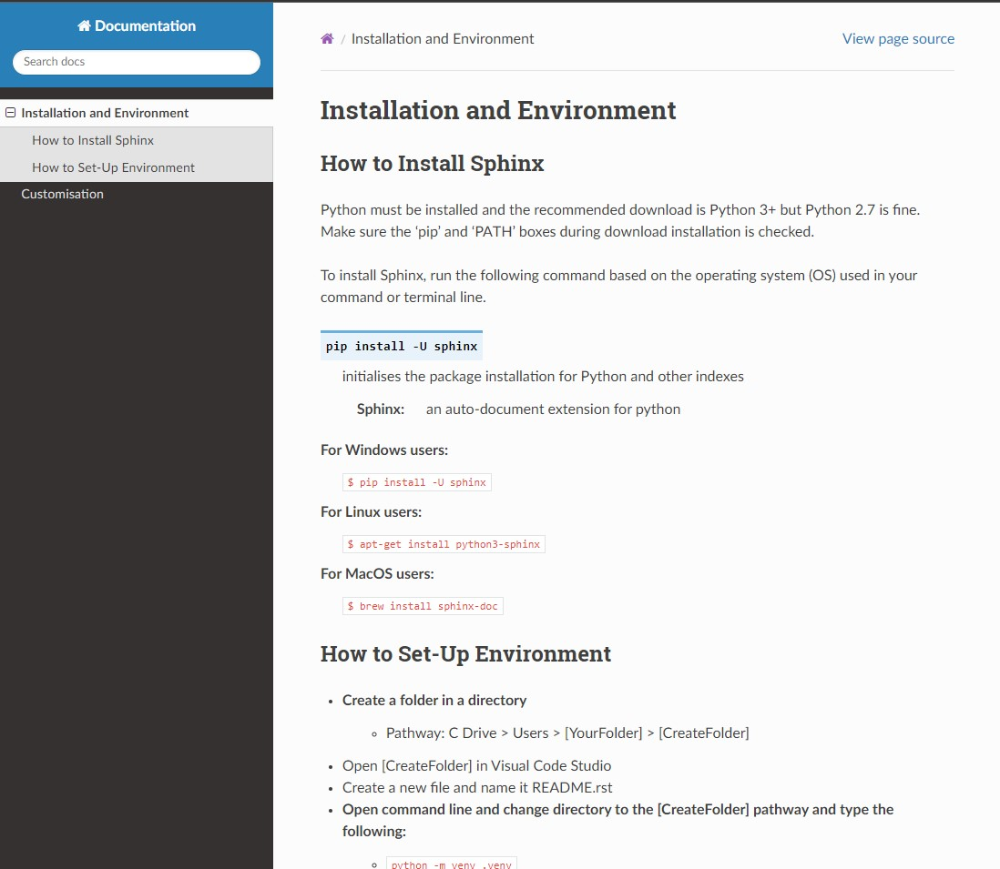 Documentation
Search docs
Installation and Environment
How to Install Sphinx
How to Set-Up Environment
Customisation
/ Installation and Environment
View page source
Installation and Environment
How to Install Sphinx
Python must be installed and the recommended download is Python 3+ but Python 2.7 is fine.
Make sure the ‘pip’ and ‘PATH’ boxes during download installation is checked.
To install Sphinx, run the following command based on the operating system (OS) used in your
command or terminal line.
pip install -U sphinx
initialises the package installation for Python and other indexes
Sphinx: an auto-document extension for python
For Windows users:
$ pip install -U sphinx
For Linux users:
$ apt-get install python3-sphinx
For MacOS users:
$ brew install sphinx-doc
How to Set-Up Environment
• Create a folder in a directory
◦ Pathway: C Drive > Users > [YourFolder] > [CreateFolder]
• Open [CreateFolder] in Visual Code Studio
• Create a new file and name it README.rst
• Open command line and change directory to the [CreateFolder] pathway and type the
following:
◦ python -m venv .venv